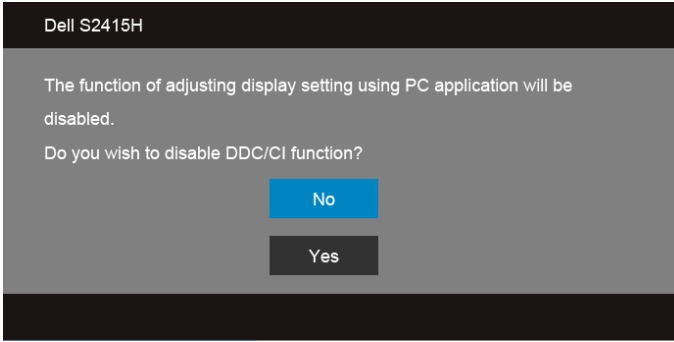 Dell S2415H
The function of adjusting display setting using PC application will be
disabled.
Do you wish to disable DDC/CI function?
No
Yes